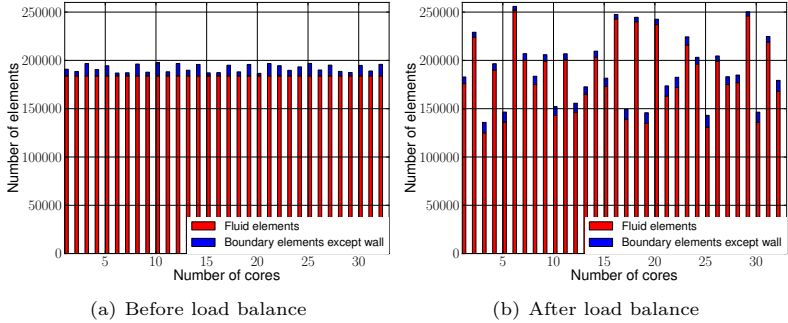 250000
200000
150000
100000
50000
0
Number of elements
Fluid elements
Boundary elements except wall
5 10 15 20 25 30
Number of cores
(a) Before load balance
250000
200000
150000
100000
50000
0
Number of elements
Fluid elements
Boundary elements except wall
5 10 15 20 25 30
Number of cores
(b) After load balance